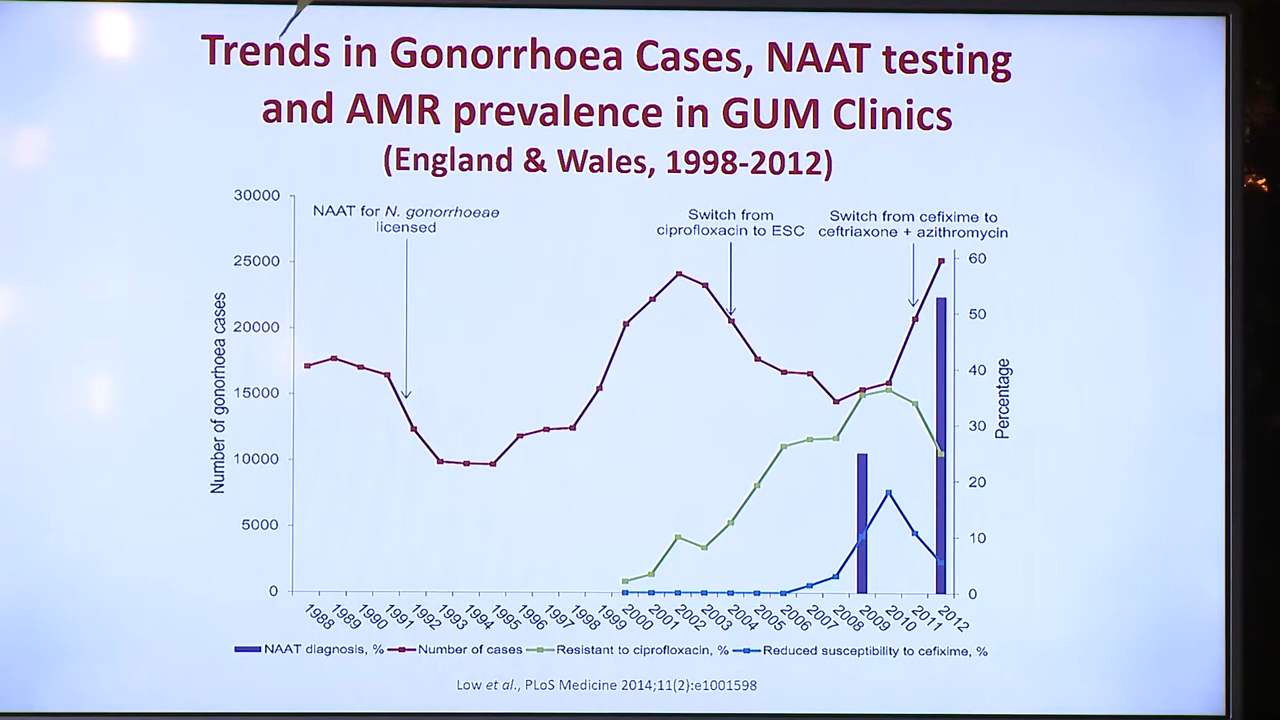 Trends in Gonorrhoea Cases, NAAT testing
and AMR prevalence in GUM Clinics
(England & Wales, 1998-2012)
NAAT for N. gonorrhoeae
licensed
Switch from
ciprofloxacin to ESC
Switch from cefixime to
ceftriaxone + azithromycin
Number of gonorhoea cases
30000
25000
20000
15000
10000
5000
0
60
50
40
30
20
10
0
Percentage
1988 1989 1990 1991 1992 1993 1994 1995 1996 1997 1998 1999 2000 2001 2002 2003 2004 2005 2006 2007 2008 2009 2010 2011 2012
NAAT diagnosis, % Number of cases Resistant to ciprofloxacin, % Reduced susceptibility to cefixime, %
Low et al., PLoS Medicine 2014;11(2):e1001598